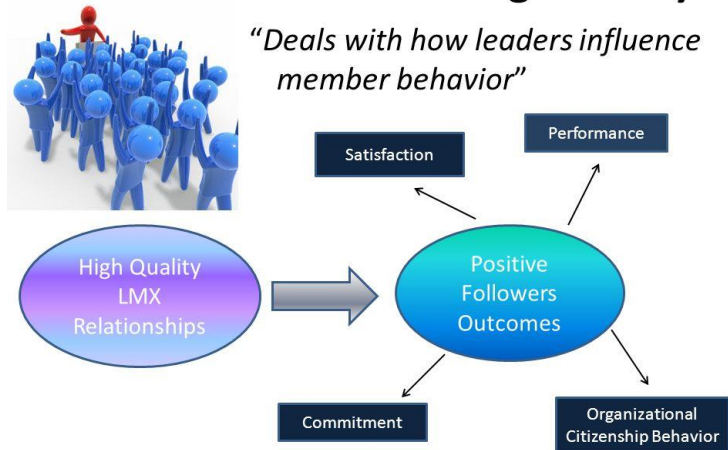 “Deals with how leaders influence
member behavior”
Performance
Satisfaction
High Quality
LMX
Relationships
Positive
Followers
Outcomes
Commitment
Organizational
Citizenship Behavior